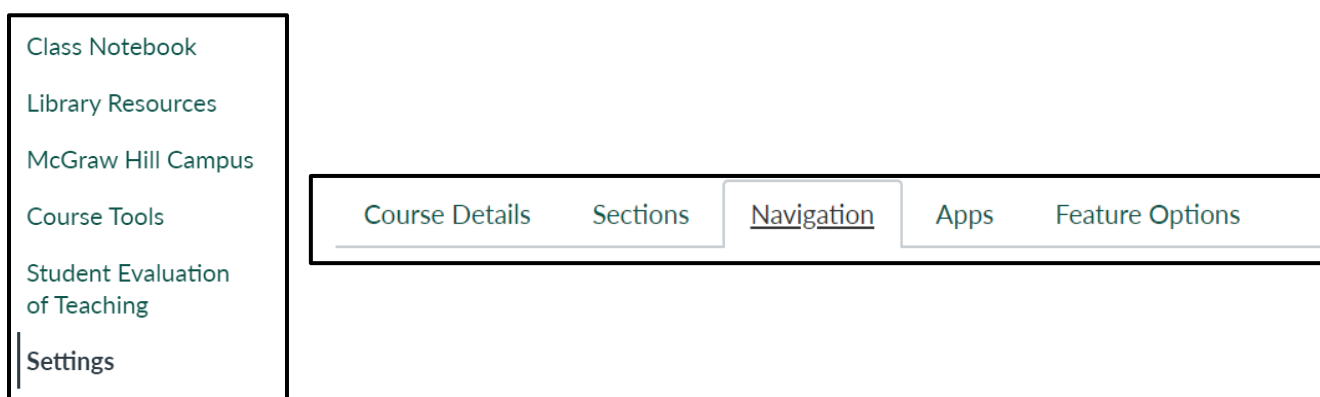 Class Notebook
Library Resources
McGraw Hill Campus
Course Tools
Student Evaluation
of Teaching
Settings
Course Details Sections Navigation Apps Feature Options